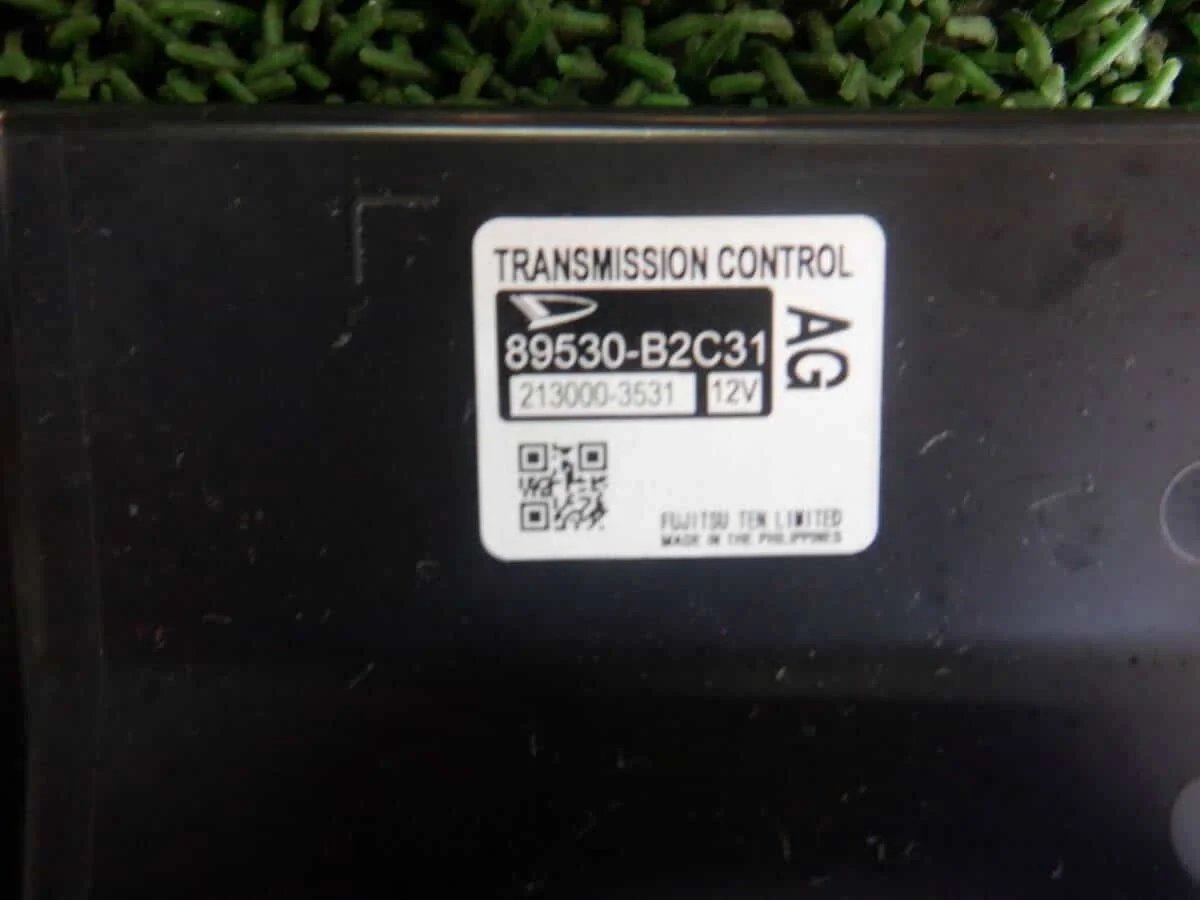 TRANSMISSION CONTROL
89530-B2C31
213000-3531 12V
AG
FUJITSU TEN LIMITED
MADE IN THE PHILIPPINES